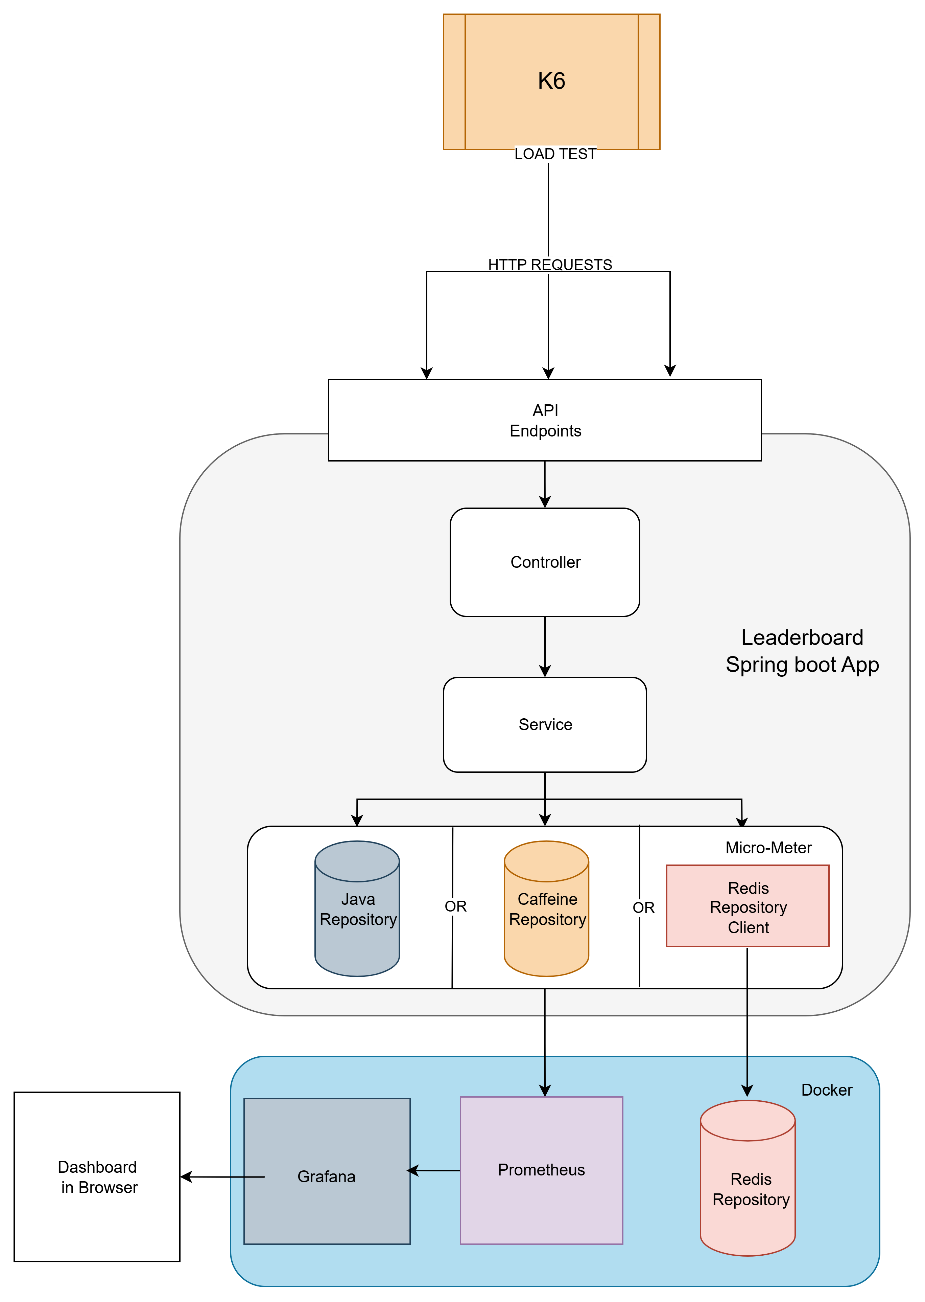 K6
LOAD TEST
HTTP REQUESTS
API
Endpoints
Controller
Leaderboard
Spring boot App
Service
Micro-Meter
Java
Repository
OR
Caffeine
Repository
OR
Redis
Repository
Client
Docker
Dashboard
in Browser
Grafana
Prometheus
Redis
Repository